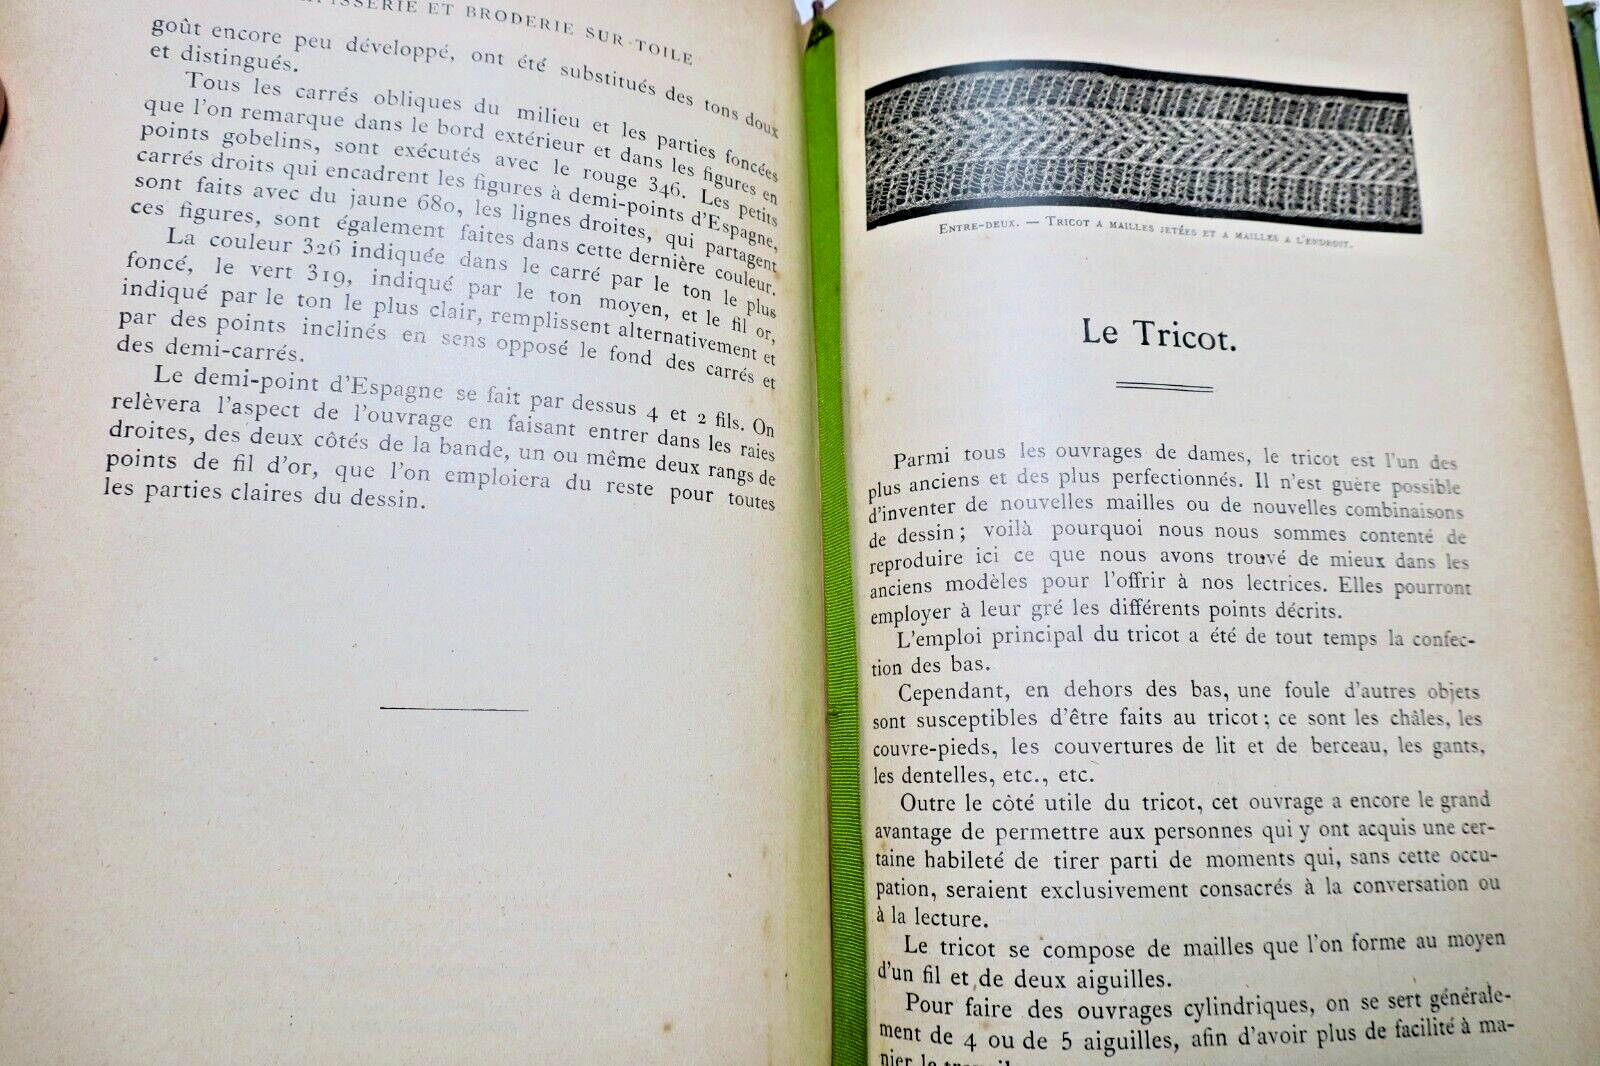 ISSERIE ET BRODERIE SUR TOILE
goût encore peu développé, ont été substitués des tons doux
et distingués.
Tous les carrés obliques du milieu et les parties foncées
que l'on remarque dans le bord extérieur et dans les figures en
points gobelins, sont exécutés avec le rouge 346. Les petits
carrés droits qui encadrent les figures à demi-points d'Espagne,
sont faits avec du jaune 680, les lignes droites, qui partagent
ces figures, sont également faites dans cette dernière couleur.
La couleur 326 indiquée dans le carré par le ton le plus
foncé, le vert 319, indiqué par le ton moyen, et le fil or,
indiqué par le ton le plus clair, remplissent alternativement et
par des points inclinés en sens opposé le fond des carrés et
des demi-carrés.
Le demi-point d'Espagne se fait par dessus 4 et 2 fils. On
relèvera l'aspect de l'ouvrage en faisant entrer dans les raies
droites, des deux côtés de la bande, un ou même deux rangs de
points de fil d'or, que l'on emploiera du reste pour toutes
les parties claires du dessin.
ENTRE-DEUX. — TRICOT A MAILLES JETÉES ET A MAILLES A L'ENDROIT.
Le Tricot.
Parmi tous les ouvrages de dames, le tricot est l'un des
plus anciens et des plus perfectionnés. Il n'est guère possible
d'inventer de nouvelles mailles ou de nouvelles combinaisons
de dessin; voilà pourquoi nous nous sommes contenté de
reproduire ici ce que nous avons trouvé de mieux dans les
anciens modèles pour l'offrir à nos lectrices. Elles pourront
employer à leur gré les différents points décrits.
L'emploi principal du tricot a été de tout temps la confec-
tion des bas.
Cependant, en dehors des bas, une foule d'autres objets
sont susceptibles d'être faits au tricot; ce sont les châles, les
couvre-pieds, les couvertures de lit et de berceau, les gants,
les dentelles, etc., etc.
Outre le côté utile du tricot, cet ouvrage a encore le grand
avantage de permettre aux personnes qui y ont acquis une cer-
taine habileté de tirer parti de moments qui, sans cette occu-
pation, seraient exclusivement consacrés à la conversation ou
à la lecture.
Le tricot se compose de mailles que l'on forme au moyen
d'un fil et de deux aiguilles.
Pour faire des ouvrages cylindriques, on se sert générale-
ment de 4 ou de 5 aiguilles, afin d'avoir plus de facilité à ma-
nier le